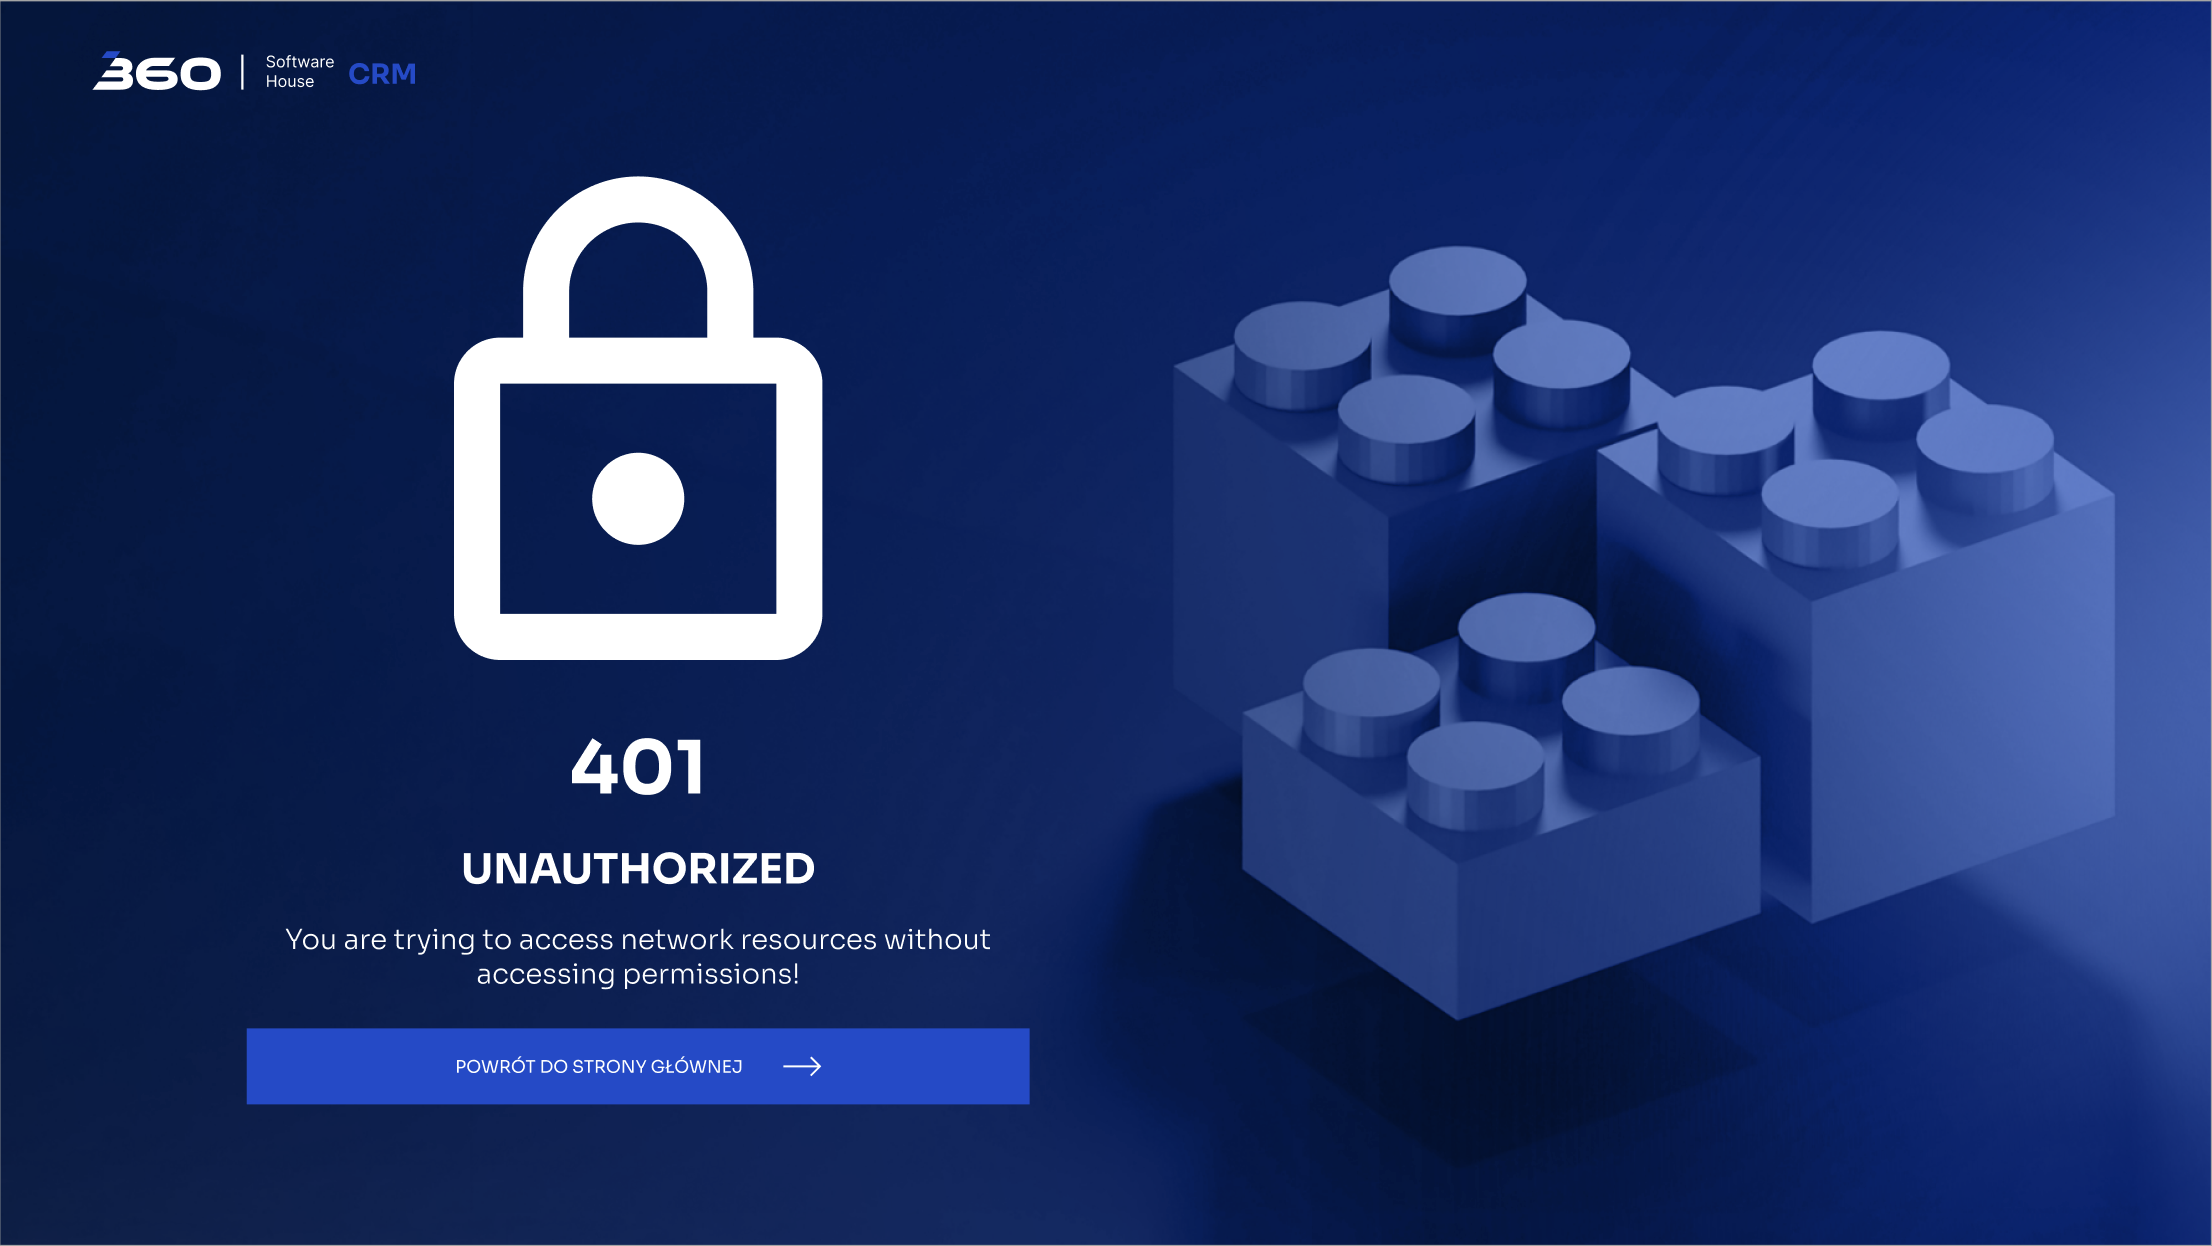 360
Software
House
CRM
401
UNAUTHORIZED
You are trying to access network resources without
accessing permissions!
POWRÓT DO STRONY GŁÓWNEJ